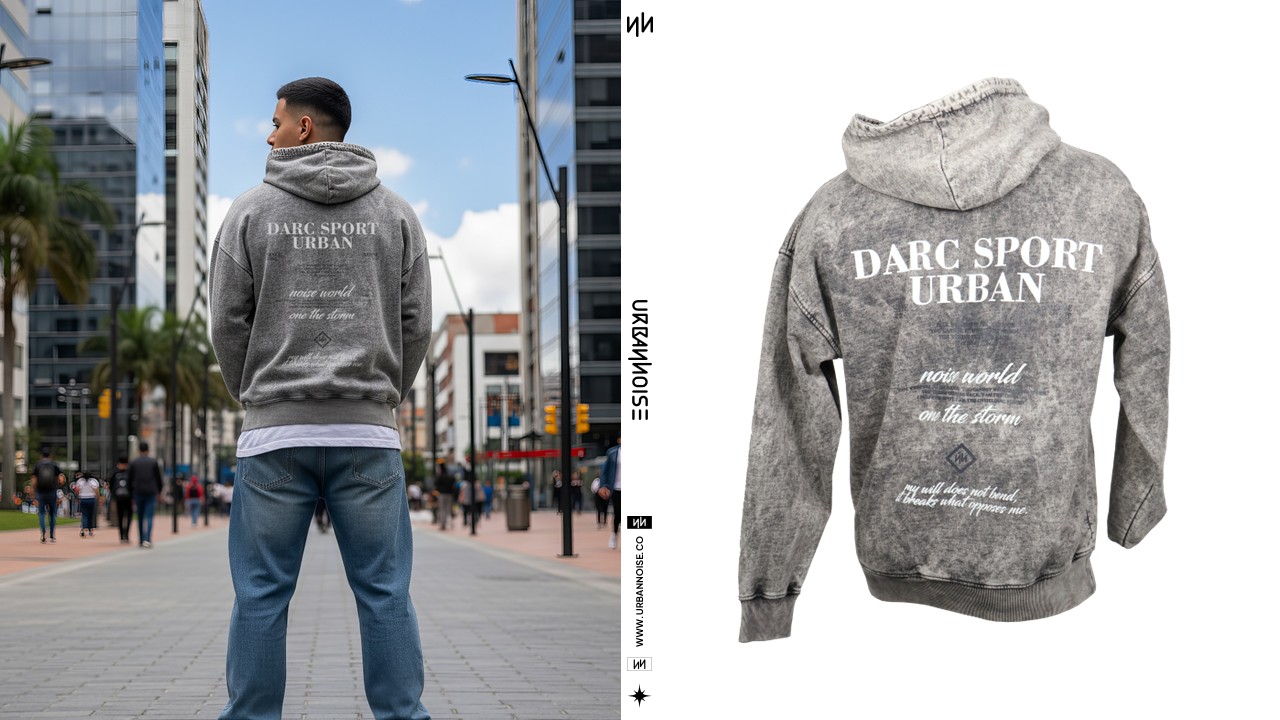 DARC SPORT
URBAN
noise world
one the storm
URBANNOISE
WWW.URBANNOISE.CO
DARC SPORT
URBAN
noise world
one the storm
my will does not bend,
it breaks what opposes me.